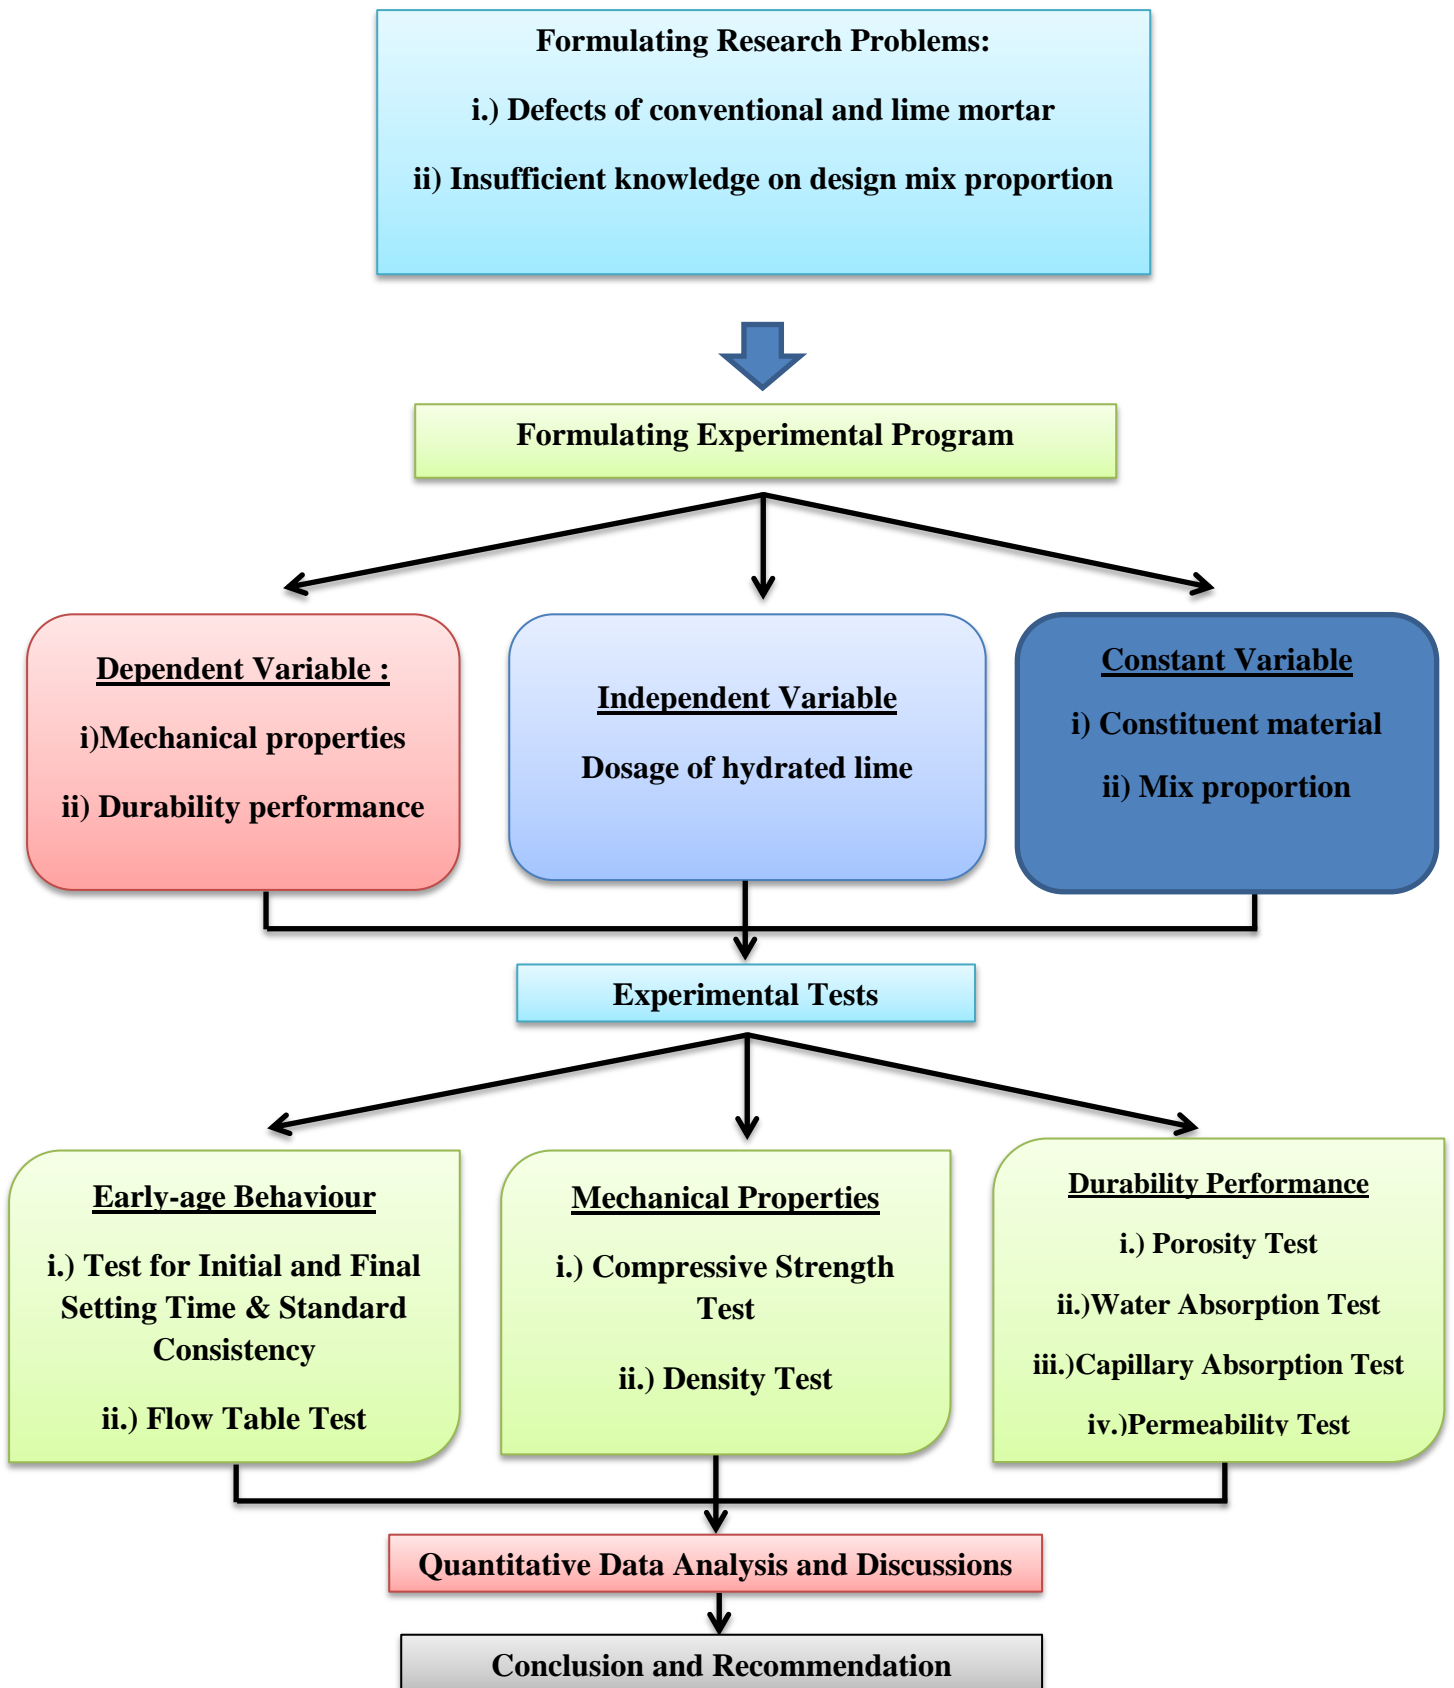 Formulating Research Problems:
i.) Defects of conventional and lime mortar
ii) Insufficient knowledge on design mix proportion
Formulating Experimental Program
Dependent Variable :
i)Mechanical properties
ii) Durability performance
Independent Variable
Dosage of hydrated lime
Constant Variable
i) Constituent material
ii) Mix proportion
Experimental Tests
Early-age Behaviour
i.) Test for Initial and Final
Setting Time & Standard
Consistency
ii.) Flow Table Test
Mechanical Properties
i.) Compressive Strength
Test
ii.) Density Test
Durability Performance
i.) Porosity Test
ii.)Water Absorption Test
iii.)Capillary Absorption Test
iv.)Permeability Test
Quantitative Data Analysis and Discussions
Conclusion and Recommendation